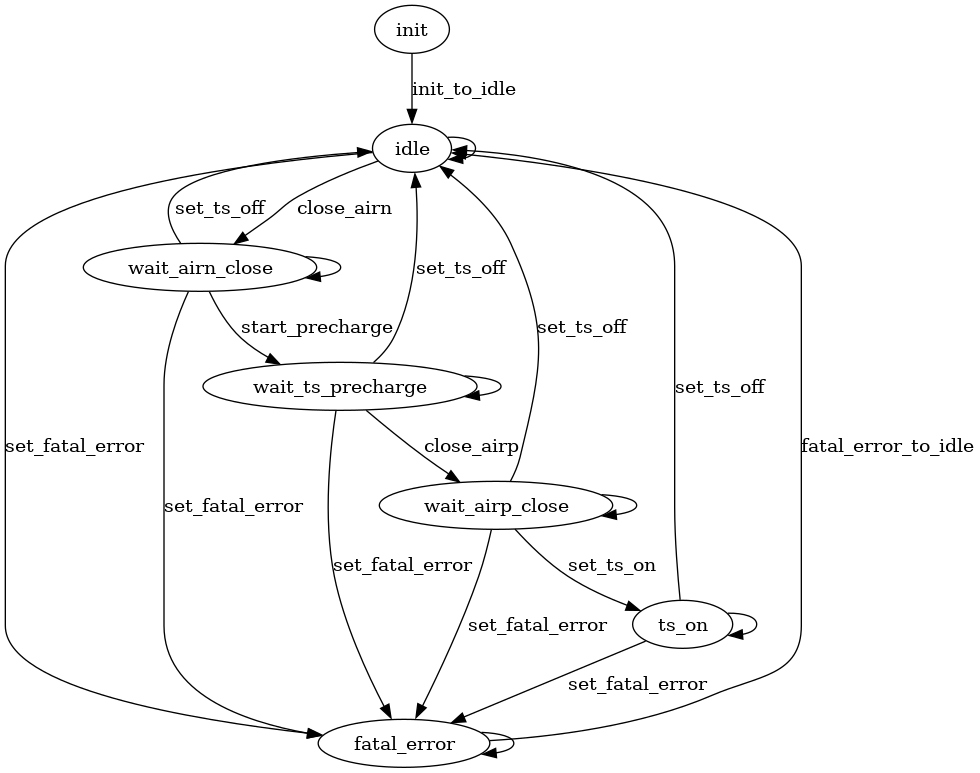 init
init_to_idle
idle
set_ts_off
close_airn
wait_airn_close
set_ts_off
start_precharge
set_ts_off
wait_ts_precharge
set_ts_off
set_fatal_error
close_airp
fatal_error_to_idle
set_fatal_error
wait_airp_close
set_fatal_error
set_ts_on
set_fatal_error
ts_on
set_fatal_error
fatal_error